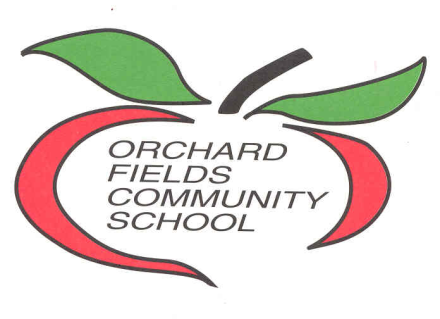 ORCHARD
FIELDS
COMMUNITY
SCHOOL